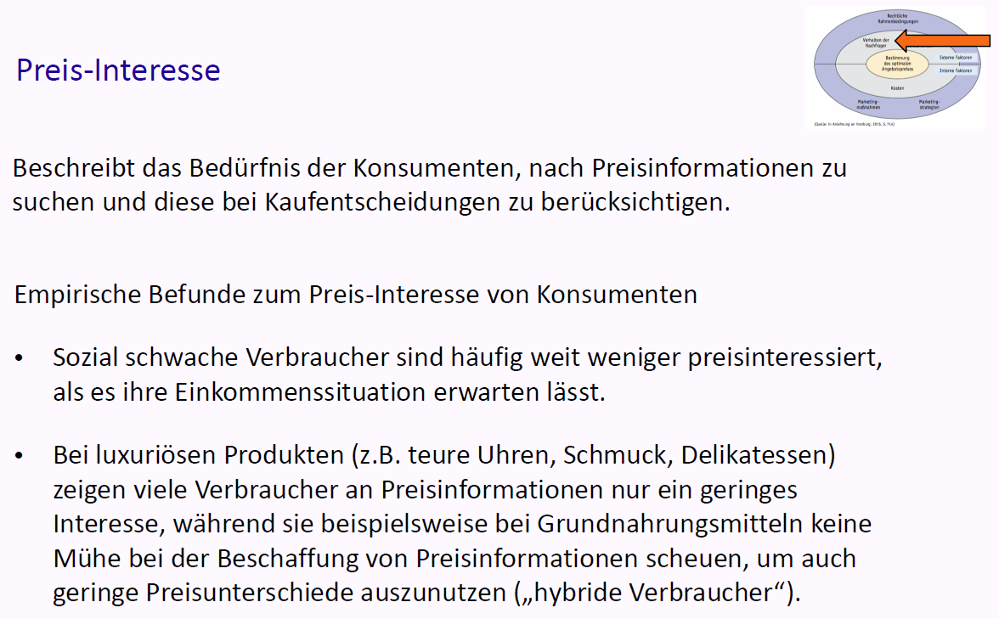 Preis-Interesse
Rechtliche
Rahmenbedingungen
Verhalten der
Nachfrager
Bestimmung
des optimalen
Angebotspreises
Externe Faktoren
Interne Faktoren
Kosten
Marketing-
maßnahmen
Marketing-
strategien
(Quelle: In Anlehnung an Homburg, 2015, S. 714)
Beschreibt das Bedürfnis der Konsumenten, nach Preisinformationen zu
suchen und diese bei Kaufentscheidungen zu berücksichtigen.
Empirische Befunde zum Preis-Interesse von Konsumenten
• Sozial schwache Verbraucher sind häufig weit weniger preisinteressiert,
als es ihre Einkommenssituation erwarten lässt.
• Bei luxuriösen Produkten (z.B. teure Uhren, Schmuck, Delikatessen)
zeigen viele Verbraucher an Preisinformationen nur ein geringes
Interesse, während sie beispielsweise bei Grundnahrungsmitteln keine
Mühe bei der Beschaffung von Preisinformationen scheuen, um auch
geringe Preisunterschiede auszunutzen („hybride Verbraucher“).